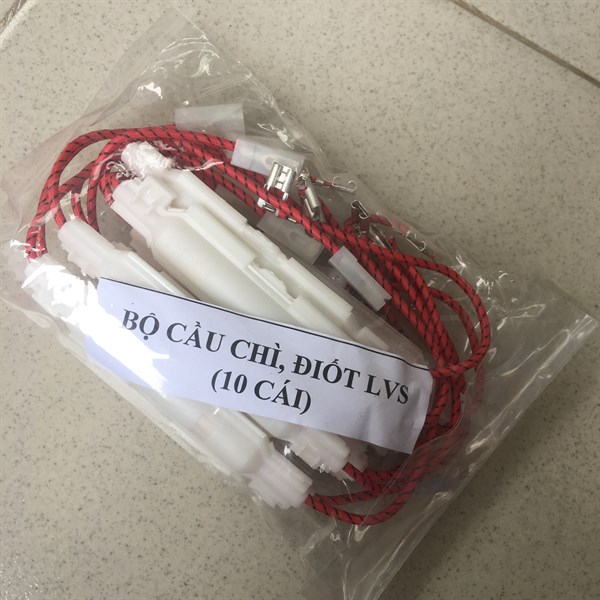 BỘ CẦU CHÌ, ĐIỐT LVS
(10 CÁI)